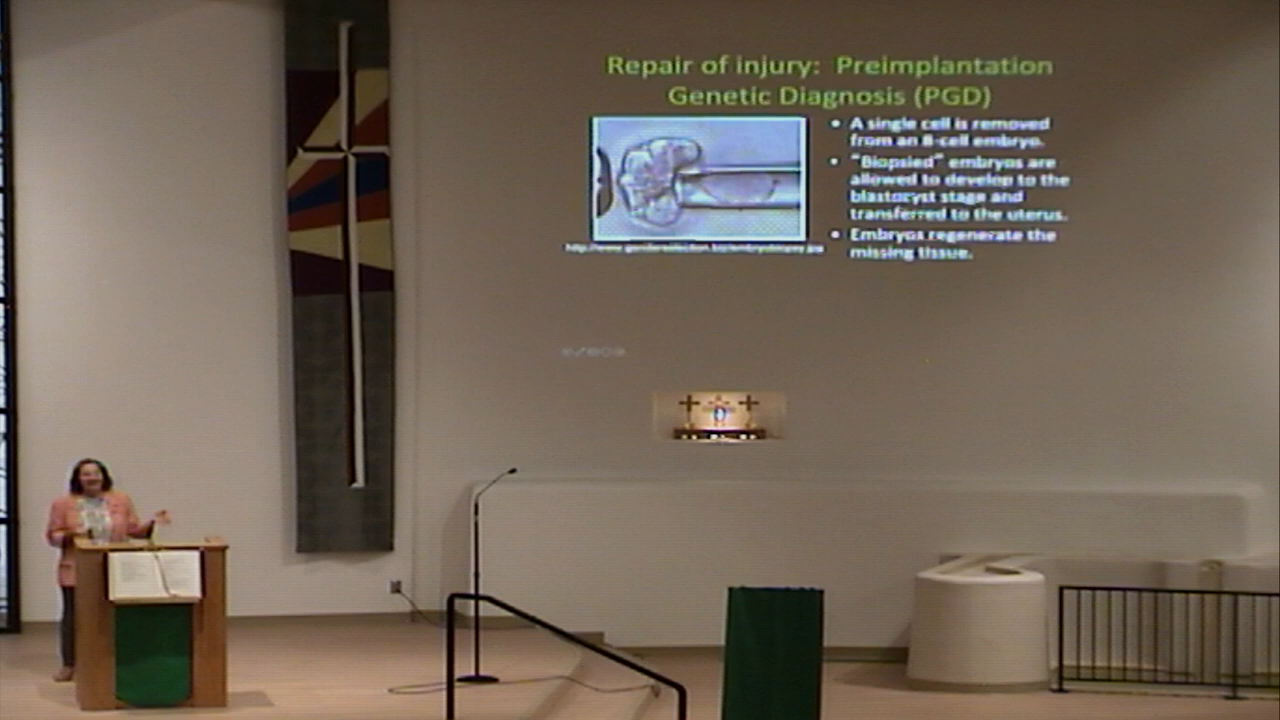 Repair of injury: Preimplantation
Genetic Diagnosis (PGD)
• A single cell is removed
from an 8-cell embryo.
• "Biopsied" embryos are
allowed to develop to the
blastocyst stage and
transferred to the uterus.
• Embryos regenerate the
missing tissue.